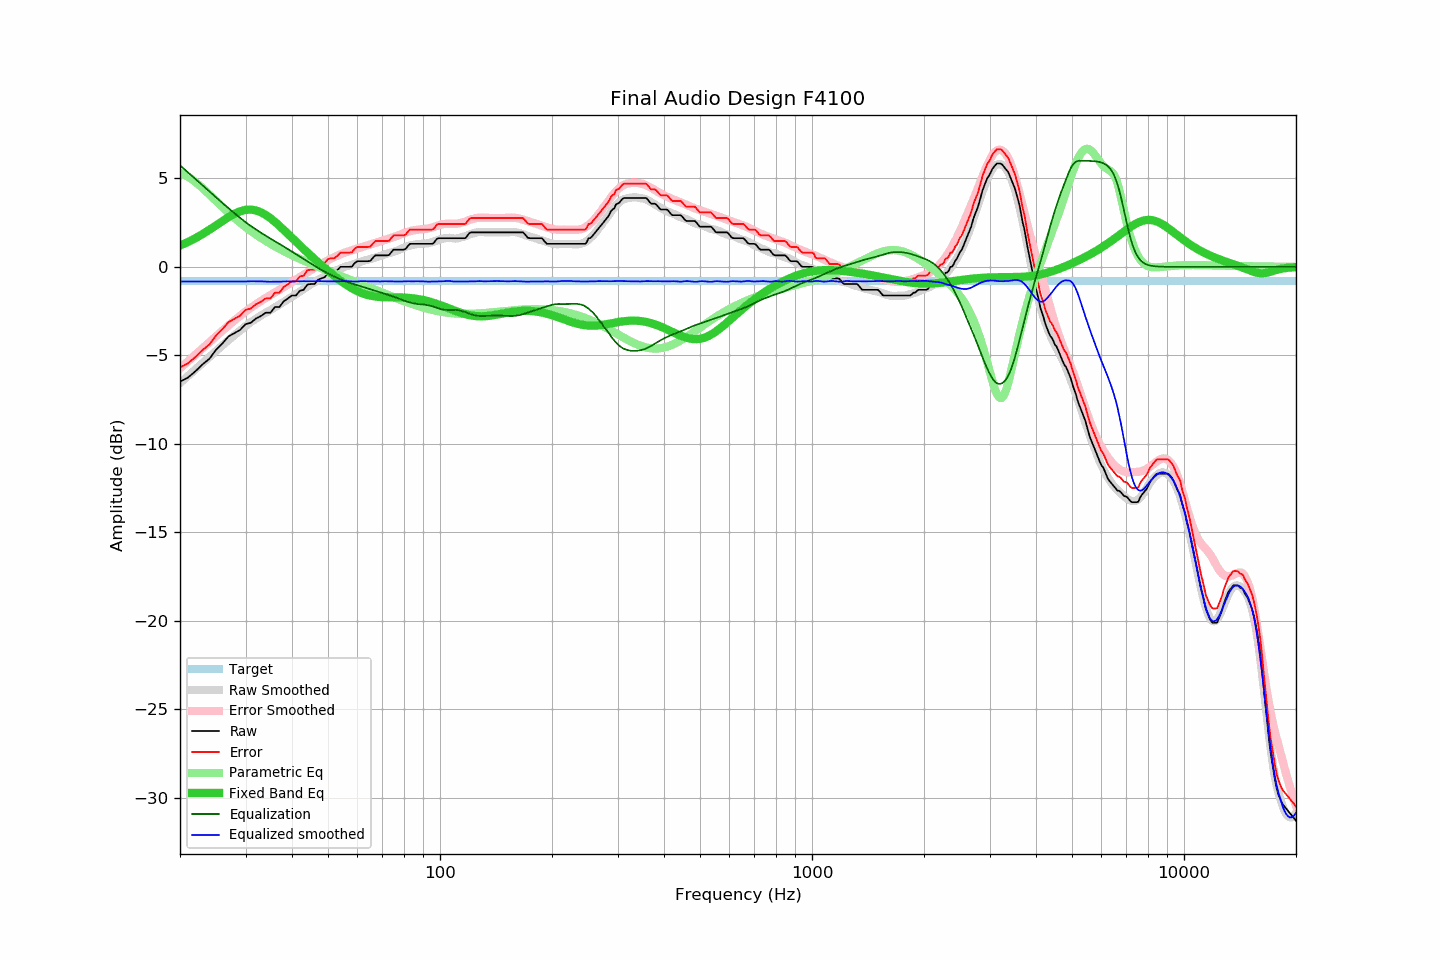 Final Audio Design F4100
Amplitude (dBr)
5
0
−5
−10
−15
−20
−25
−30
Target
Raw Smoothed
Error Smoothed
Raw
Error
Parametric Eq
Fixed Band Eq
Equalization
Equalized smoothed
100
1000
10000
Frequency (Hz)